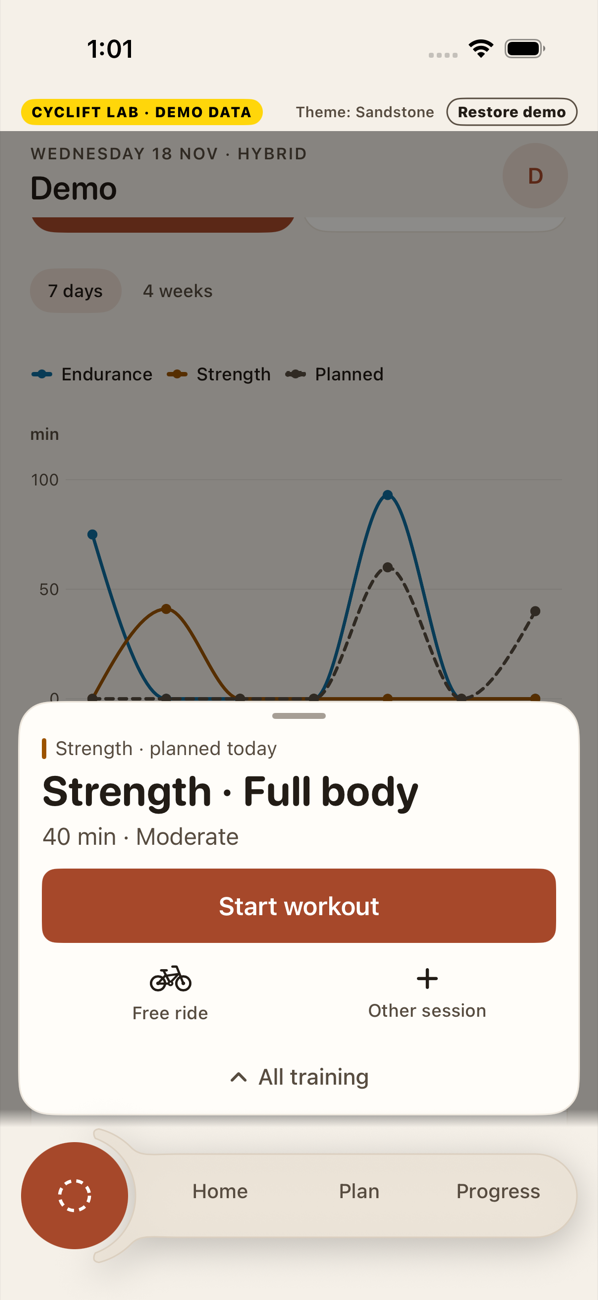 1:01
CYCLIFT LAB · DEMO DATA
Theme: Sandstone
Restore demo
WEDNESDAY 18 NOV · HYBRID
Demo
D
7 days
4 weeks
Endurance
Strength
Planned
min
100
50
0
Strength · planned today
Strength · Full body
40 min · Moderate
Start workout
Free ride
Other session
All training
Home
Plan
Progress